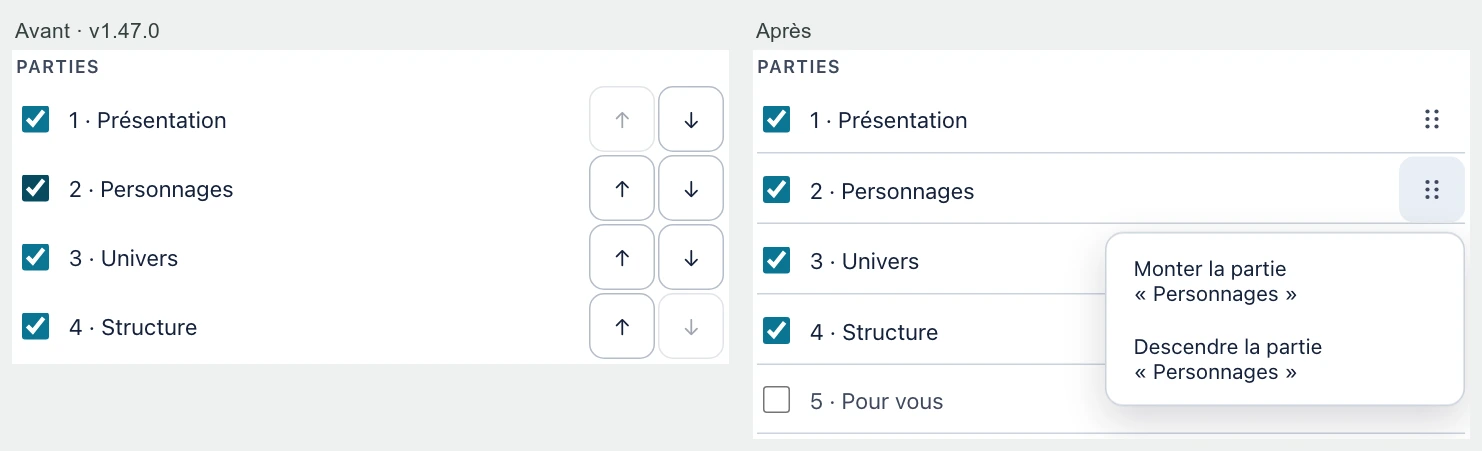 Avant · v1.47.0
PARTIES
1 · Présentation
2 · Personnages
3 · Univers
4 · Structure
Après
PARTIES
1 · Présentation
2 · Personnages
3 · Univers
4 · Structure
5 · Pour vous
Monter la partie
« Personnages »
Descendre la partie
« Personnages »